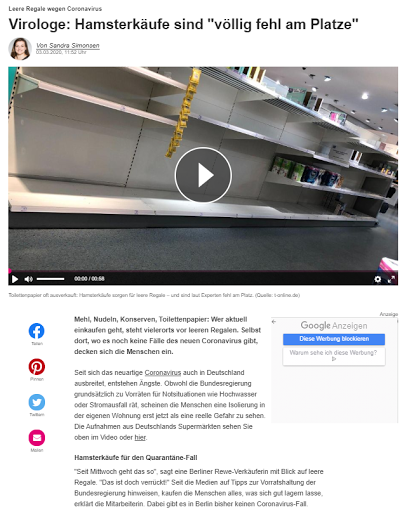 Leere Regale wegen Coronavirus
Virologe: Hamsterkäufe sind "völlig fehl am Platze"
Von Sandra Simonsen
03.03.2020, 11:52 Uhr
00:00 / 00:58
Toilettenpapier oft ausverkauft: Hamsterkäufe sorgen für leere Regale – und sind laut Experten fehl am Platz. (Quelle: t-online.de)
Anzeige
Mehl, Nudeln, Konserven, Toilettenpapier: Wer aktuell
einkaufen geht, steht vielerorts vor leeren Regalen. Selbst
dort, wo es noch keine Fälle des neuen Coronavirus gibt,
decken sich die Menschen ein.
Google Anzeigen
Diese Werbung blockieren
Warum sehe ich diese Werbung?
Teilen
Pinnen
Twittern
Mailen
Seit sich das neuartige Coronavirus auch in Deutschland
ausbreitet, entstehen Ängste. Obwohl die Bundesregierung
grundsätzlich zu Vorräten für Notsituationen wie Hochwasser
oder Stromausfall rät, scheinen die Menschen eine Isolierung in
der eigenen Wohnung erst jetzt als eine reelle Gefahr zu sehen.
Die Aufnahmen aus Deutschlands Supermärkten sehen Sie
oben im Video oder hier.
Hamsterkäufe für den Quarantäne-Fall
"Seit Mittwoch geht das so", sagt eine Berliner Rewe-Verkäuferin mit Blick auf leere
Regale. "Das ist doch verrückt!" Seit die Medien auf Tipps zur Vorratshaltung der
Bundesregierung hinweisen, kaufen die Menschen alles, was sich gut lagern lasse,
erklärt die Mitarbeiterin. Dabei gibt es in Berlin bisher keinen Coronavirus-Fall.